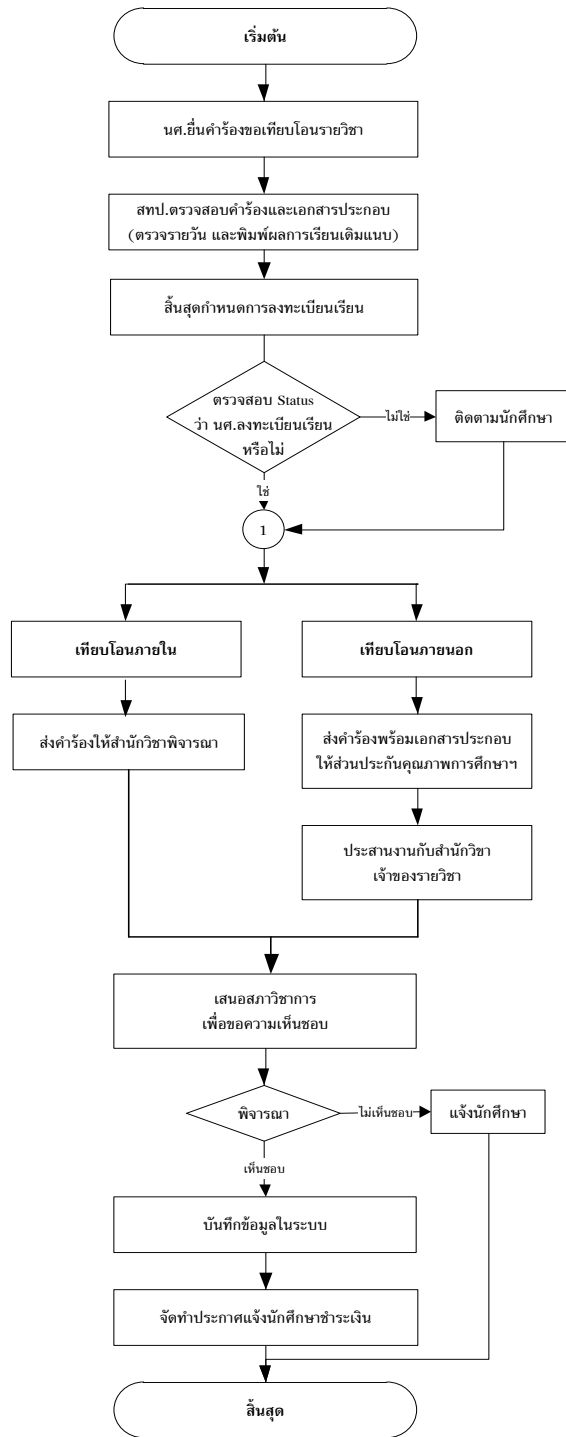 เริ่มต้น
นศ.ยื่นคำร้องขอเทียบโอนรายวิชา
สทป.ตรวจสอบคำร้องและเอกสารประกอบ
(ตรวจรายวัน และพิมพ์ผลการเรียนเดิมแนบ)
สิ้นสุดกำหนดการลงทะเบียนเรียน
ตรวจสอบ Status
ว่า นศ.ลงทะเบียนเรียน
หรือไม่
ไม่ใช่
ติดตามนักศึกษา
ใช่
1
เทียบโอนภายใน
เทียบโอนภายนอก
ส่งคำร้องให้สำนักวิชาพิจารณา
ส่งคำร้องพร้อมเอกสารประกอบ
ให้ส่วนประกันคุณภาพการศึกษาฯ
ประสานงานกับสำนักวิชา
เจ้าของรายวิชา
เสนอสภาวิชาการ
เพื่อขอความเห็นชอบ
พิจารณา
ไม่เห็นชอบ
แจ้งนักศึกษา
เห็นชอบ
บันทึกข้อมูลในระบบ
จัดทำประกาศแจ้งนักศึกษาชำระเงิน
สิ้นสุด